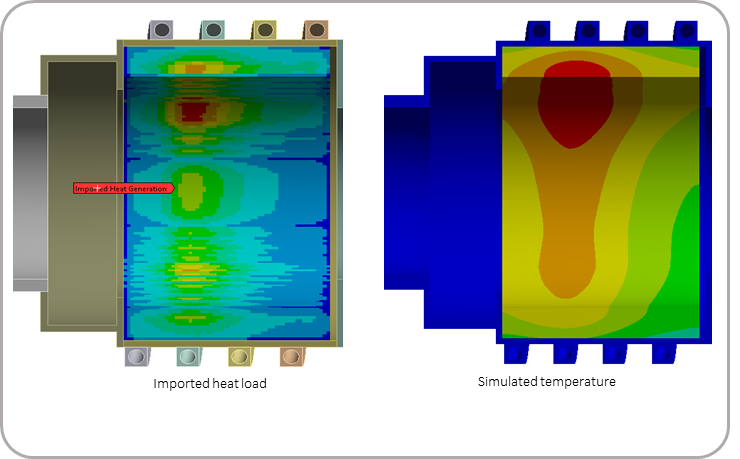 Imported Heat Generation
Imported heat load
Simulated temperature